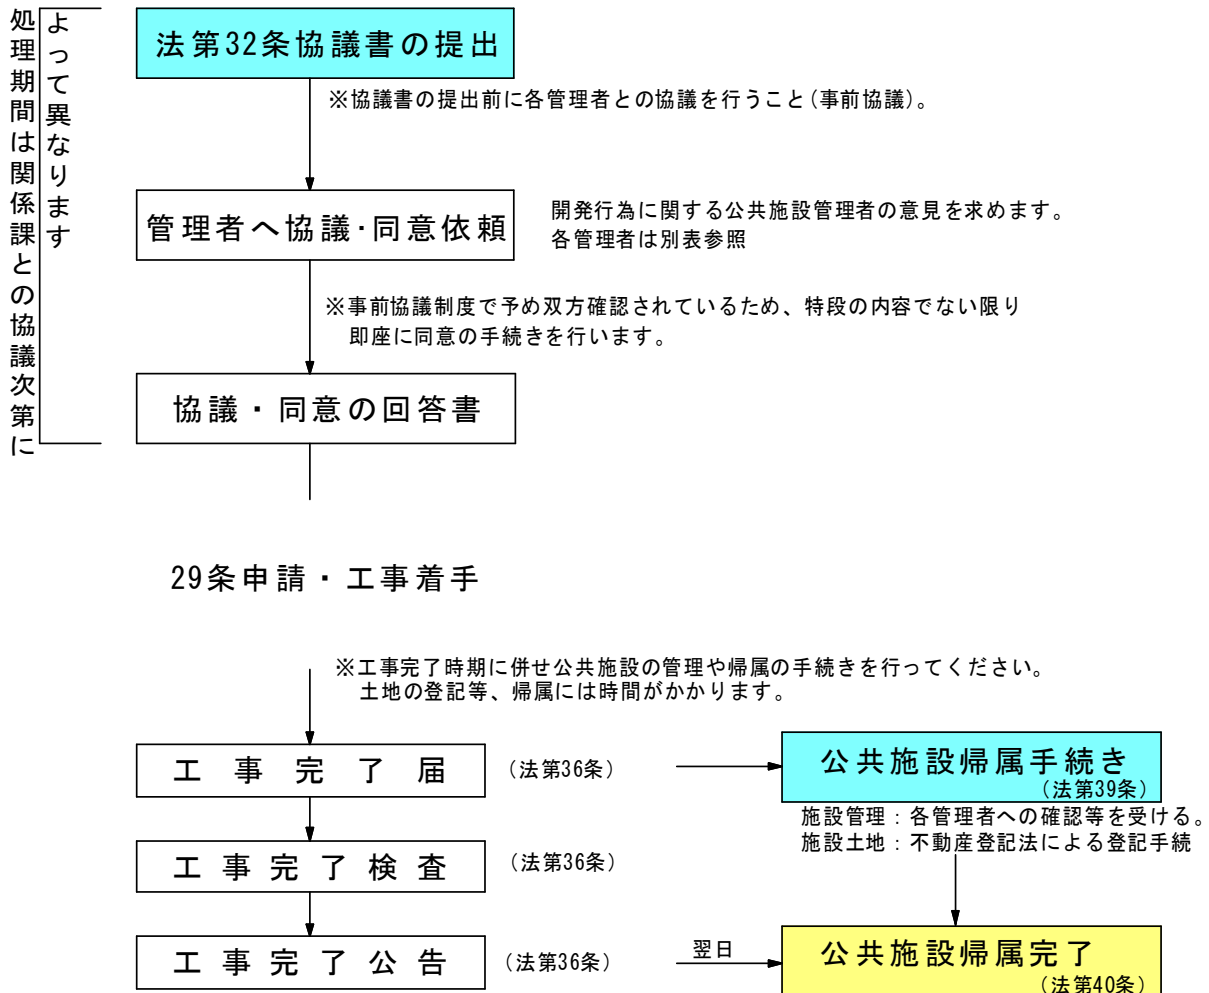 処理期間は関係課との協議次第に
よって異なります
法第32条協議書の提出
※協議書の提出前に各管理者との協議を行うこと(事前協議)。
管理者へ協議・同意依頼
開発行為に関する公共施設管理者の意見を求めます。
各管理者は別表参照
※事前協議制度で予め双方確認されているため、特段の内容でない限り
即座に同意の手続きを行います。
協議・同意の回答書
29条申請・工事着手
※工事完了時期に併せ公共施設の管理や帰属の手続きを行ってください。
土地の登記等、帰属には時間がかかります。
工事完了届
(法第36条)
公共施設帰属手続き
(法第39条)
施設管理：各管理者への確認等を受ける。
施設土地：不動産登記法による登記手続
工事完了検査
(法第36条)
工事完了公告
(法第36条)
翌日
公共施設帰属完了
(法第40条)